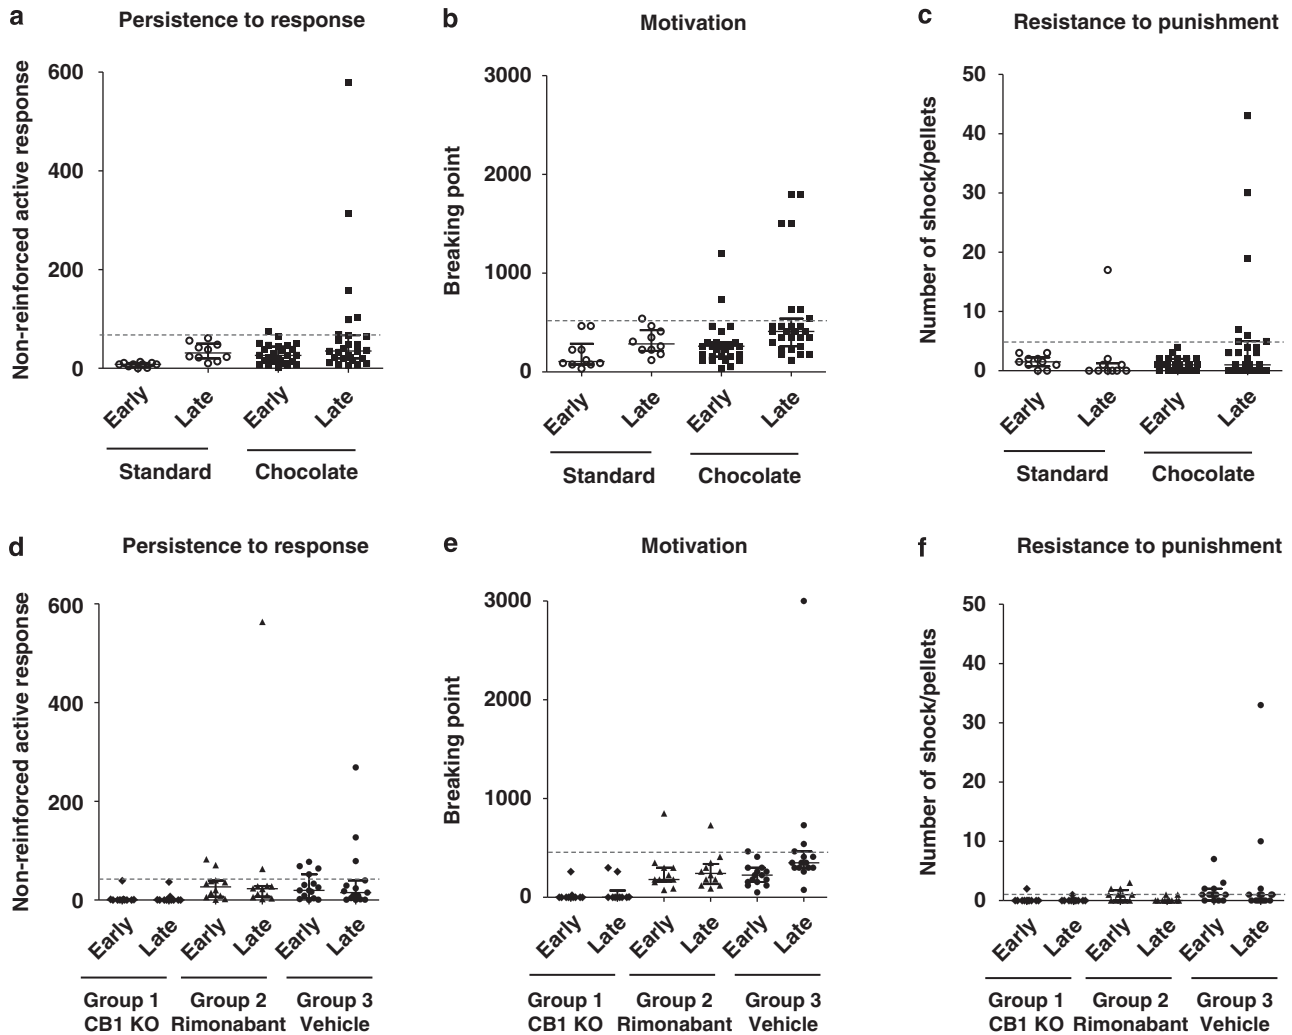 a
Persistence to response
Non-reinforced active response
600
400
200
0
Early
Late
Early
Late
Standard
Chocolate
b
Motivation
Breaking point
3000
2000
1000
0
Early
Late
Early
Late
Standard
Chocolate
c
Resistance to punishment
Number of shock/pellets
50
40
30
20
10
0
Early
Late
Early
Late
Standard
Chocolate
d
Persistence to response
Non-reinforced active response
600
400
200
0
Early
Late
Early
Late
Early
Late
Group 1
CB1 KO
Group 2
Rimonabant
Group 3
Vehicle
e
Motivation
Breaking point
3000
2000
1000
0
Early
Late
Early
Late
Early
Late
Group 1
CB1 KO
Group 2
Rimonabant
Group 3
Vehicle
f
Resistance to punishment
Number of shock/pellets
50
40
30
20
10
0
Early
Late
Early
Late
Early
Late
Group 1
CB1 KO
Group 2
Rimonabant
Group 3
Vehicle